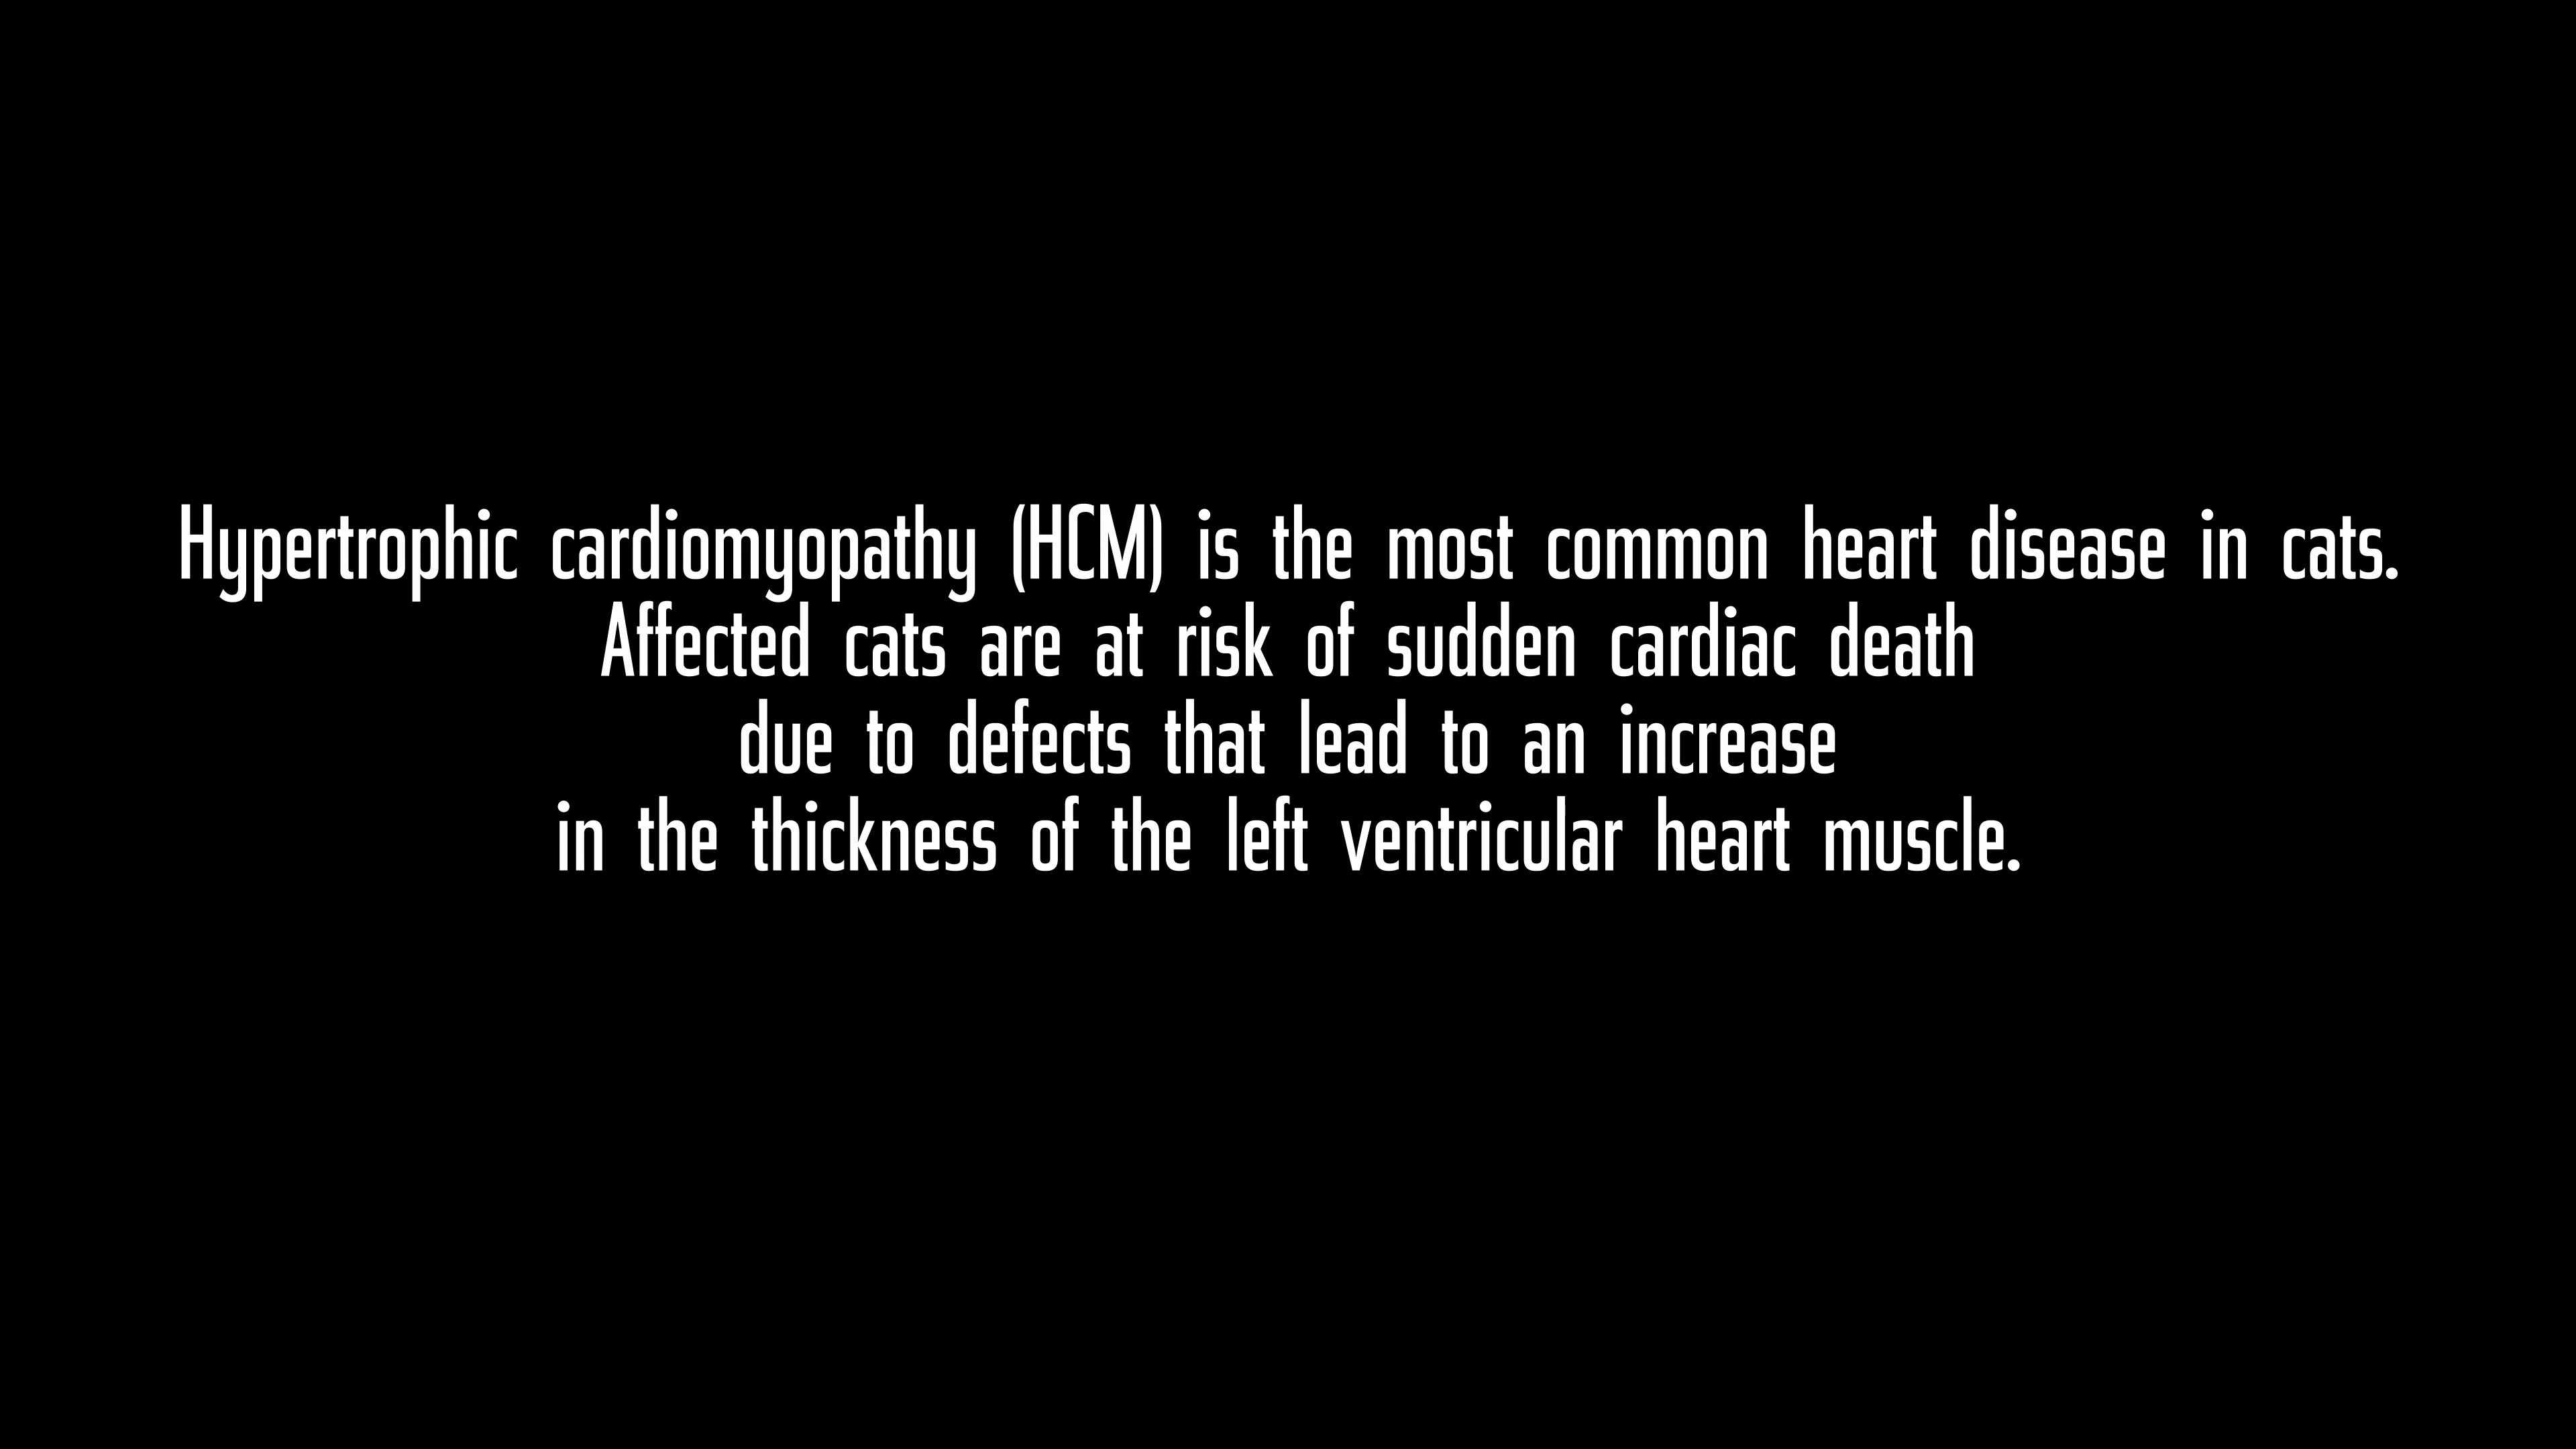 Hypertrophic cardiomyopathy (HCM) is the most common heart disease in cats.
Affected cats are at risk of sudden cardiac death
due to defects that lead to an increase
in the thickness of the left ventricular heart muscle.